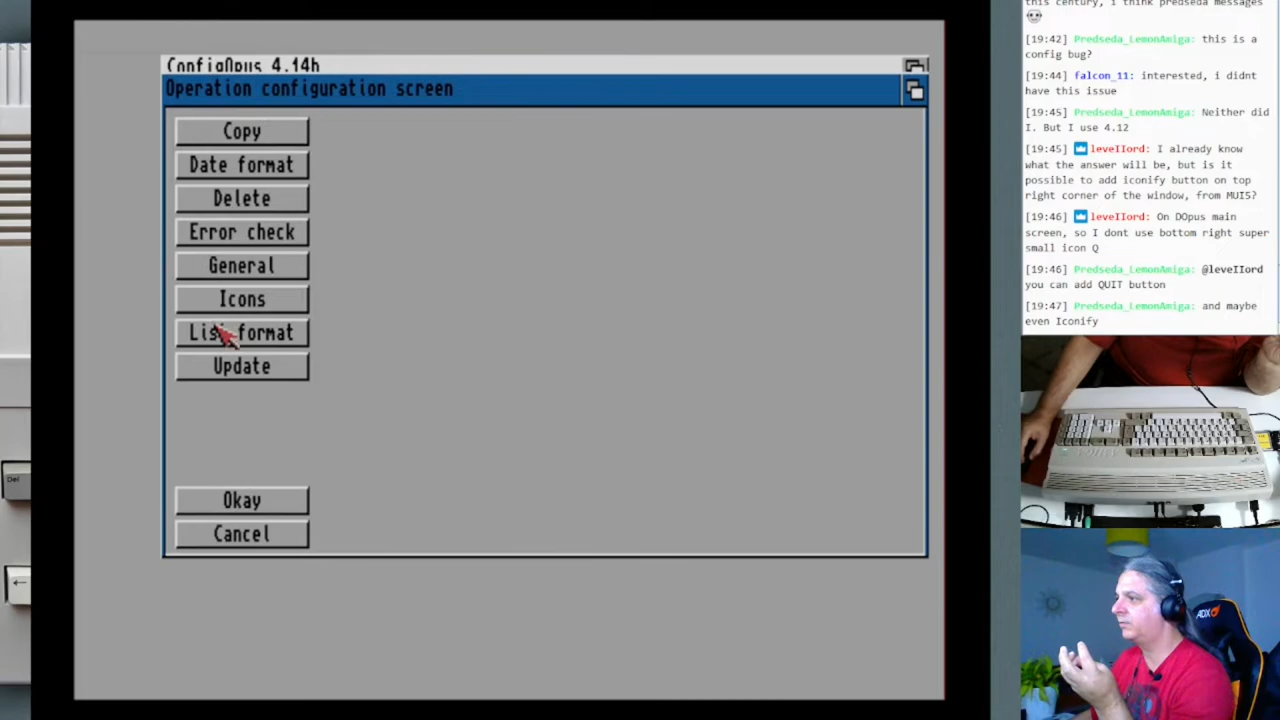 ConfigOpus 4.14h
Operation configuration screen
Copy
Date format
Delete
Error check
General
Icons
List format
Update
Okay
Cancel
this century, i think predseda messages
[19:42] Predseda_LemonAmiga: this is a
config bug?
[19:44] falcon_11: interested, i didnt
have this issue
[19:45] Predseda_LemonAmiga: Neither did
I. But I use 4.12
[19:45] leveIIord: I already know
what the answer will be, but is it
possible to add iconify button on top
right corner of the window, from MUI5?
[19:46] leveIIord: On DOpus main
screen, so I dont use bottom right super
small icon Q
[19:46] Predseda_LemonAmiga: @leveIIord
you can add QUIT button
[19:47] Predseda_LemonAmiga: and maybe
even Iconify
Del
ADX